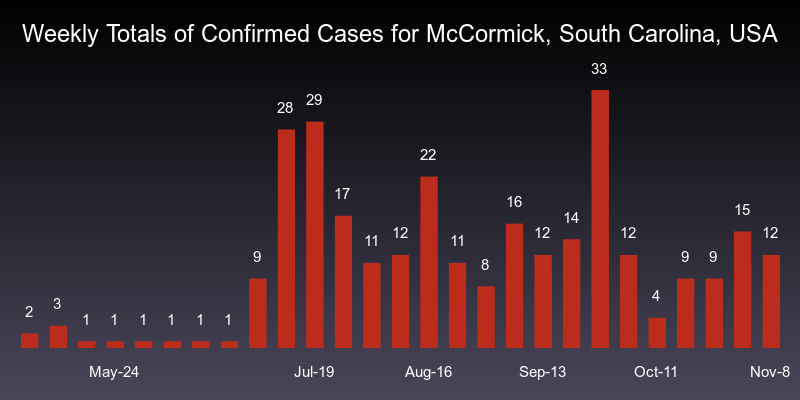 Weekly Totals of Confirmed Cases for McCormick, South Carolina, USA
2 3 1 1 1 1 1 1 9 28 29 17 11 12 22 11 8 16 12 14 33 12 4 9 9 15 12
May-24 Jul-19 Aug-16 Sep-13 Oct-11 Nov-8